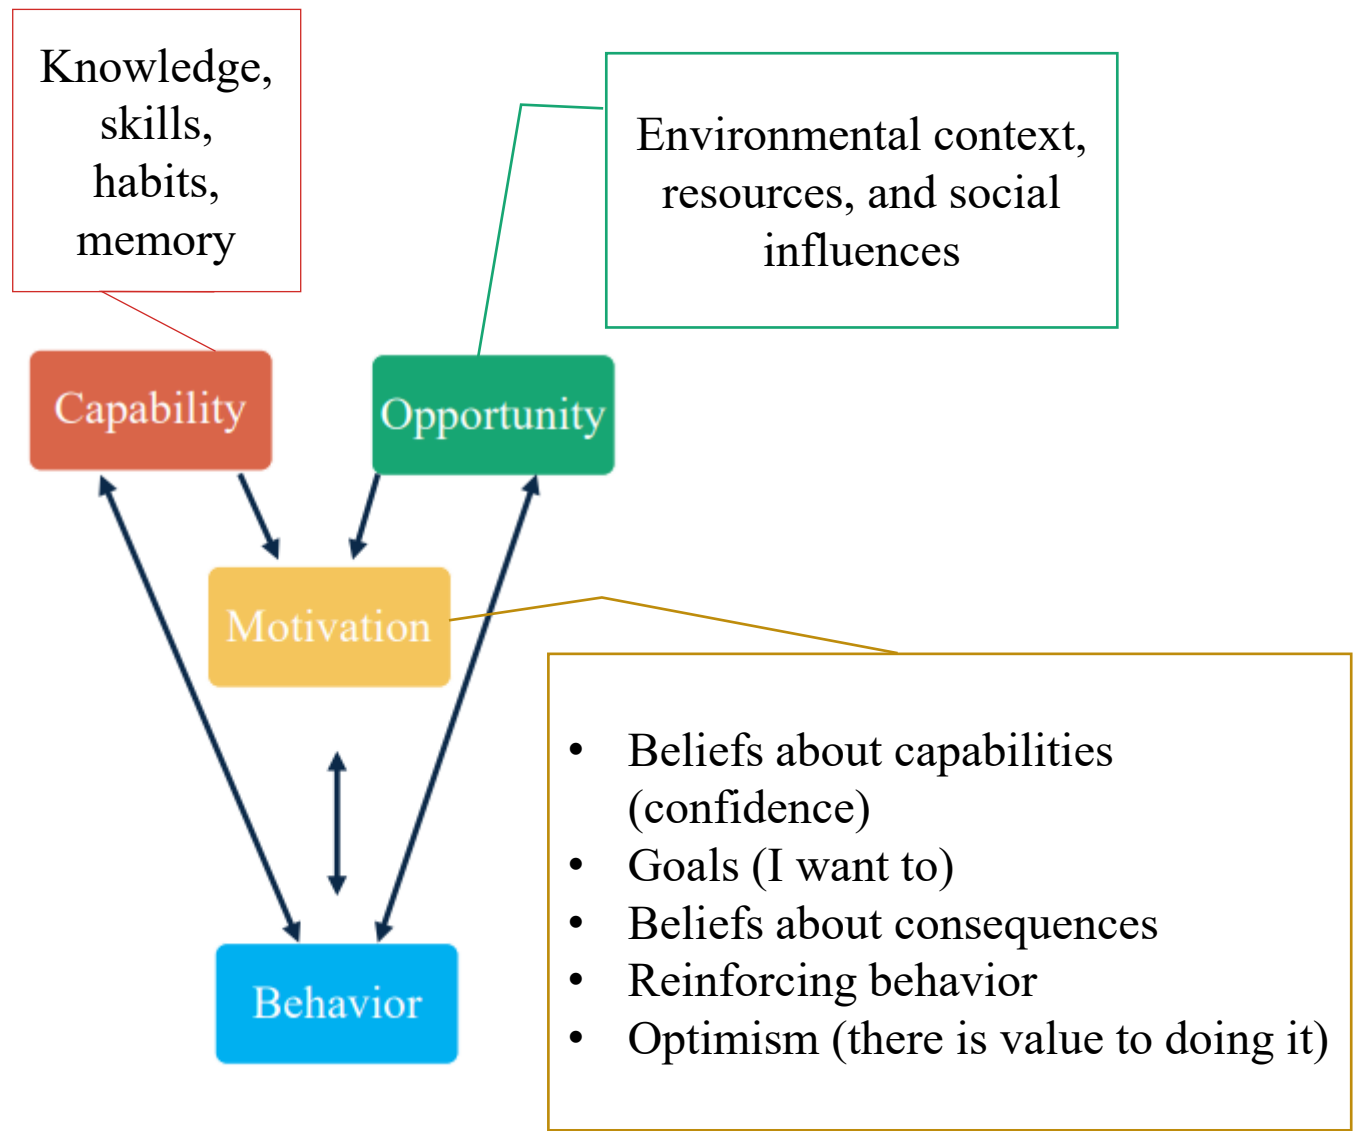 Knowledge,
skills,
habits,
memory
Environmental context,
resources, and social
influences
Capability
Opportunity
Motivation
• Beliefs about capabilities
(confidence)
• Goals (I want to)
• Beliefs about consequences
• Reinforcing behavior
• Optimism (there is value to doing it)
Behavior